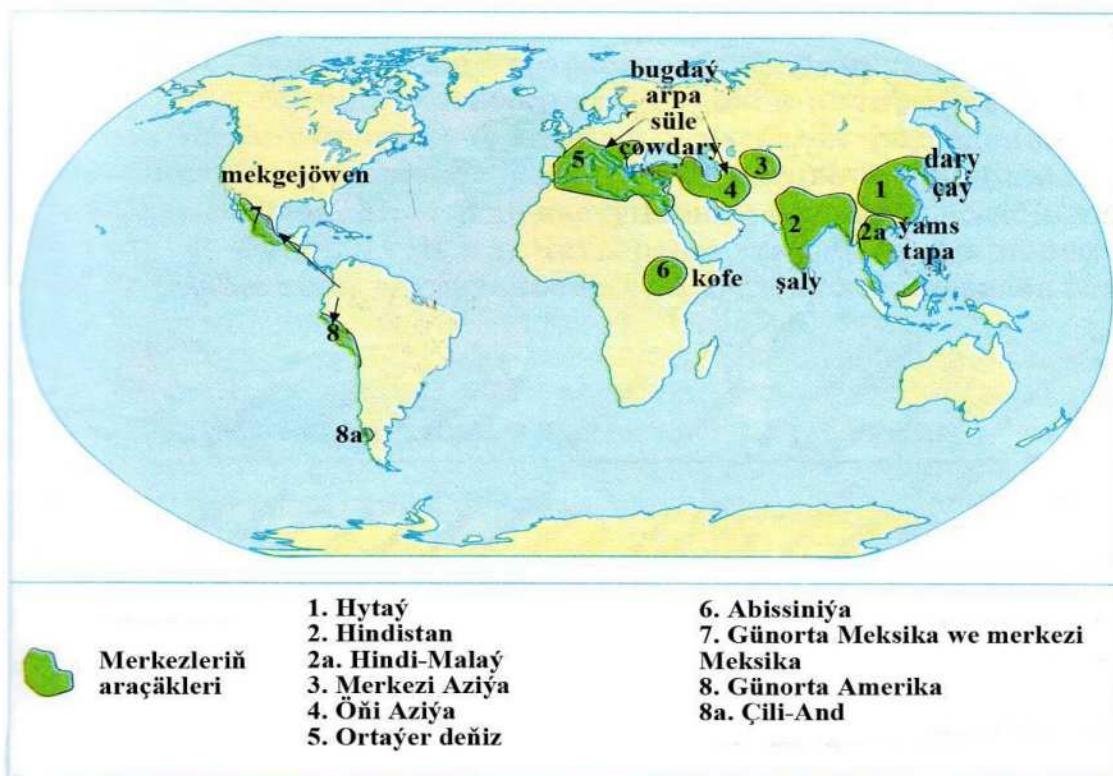 bugdaý
arpa
süle
çowdary
mekgejöwen
dary
çaý
ýams
tapa
kofe
şaly
1
2
2a
3
4
5
6
7
8
8a
Merkezleriň
araçäkleri
1. Hytaý
2. Hindistan
2a. Hindi-Malaý
3. Merkezi Aziýa
4. Öňi Aziýa
5. Ortaýer deňiz
6. Abissiniýa
7. Günorta Meksika we merkezi
Meksika
8. Günorta Amerika
8a. Çili-And